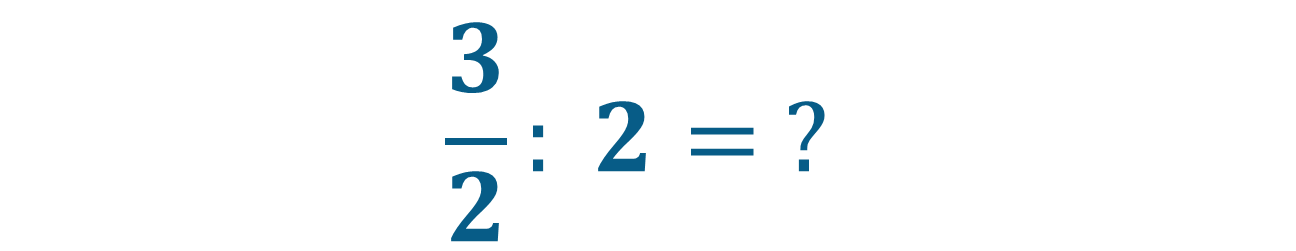 3/2 : 2 = ?